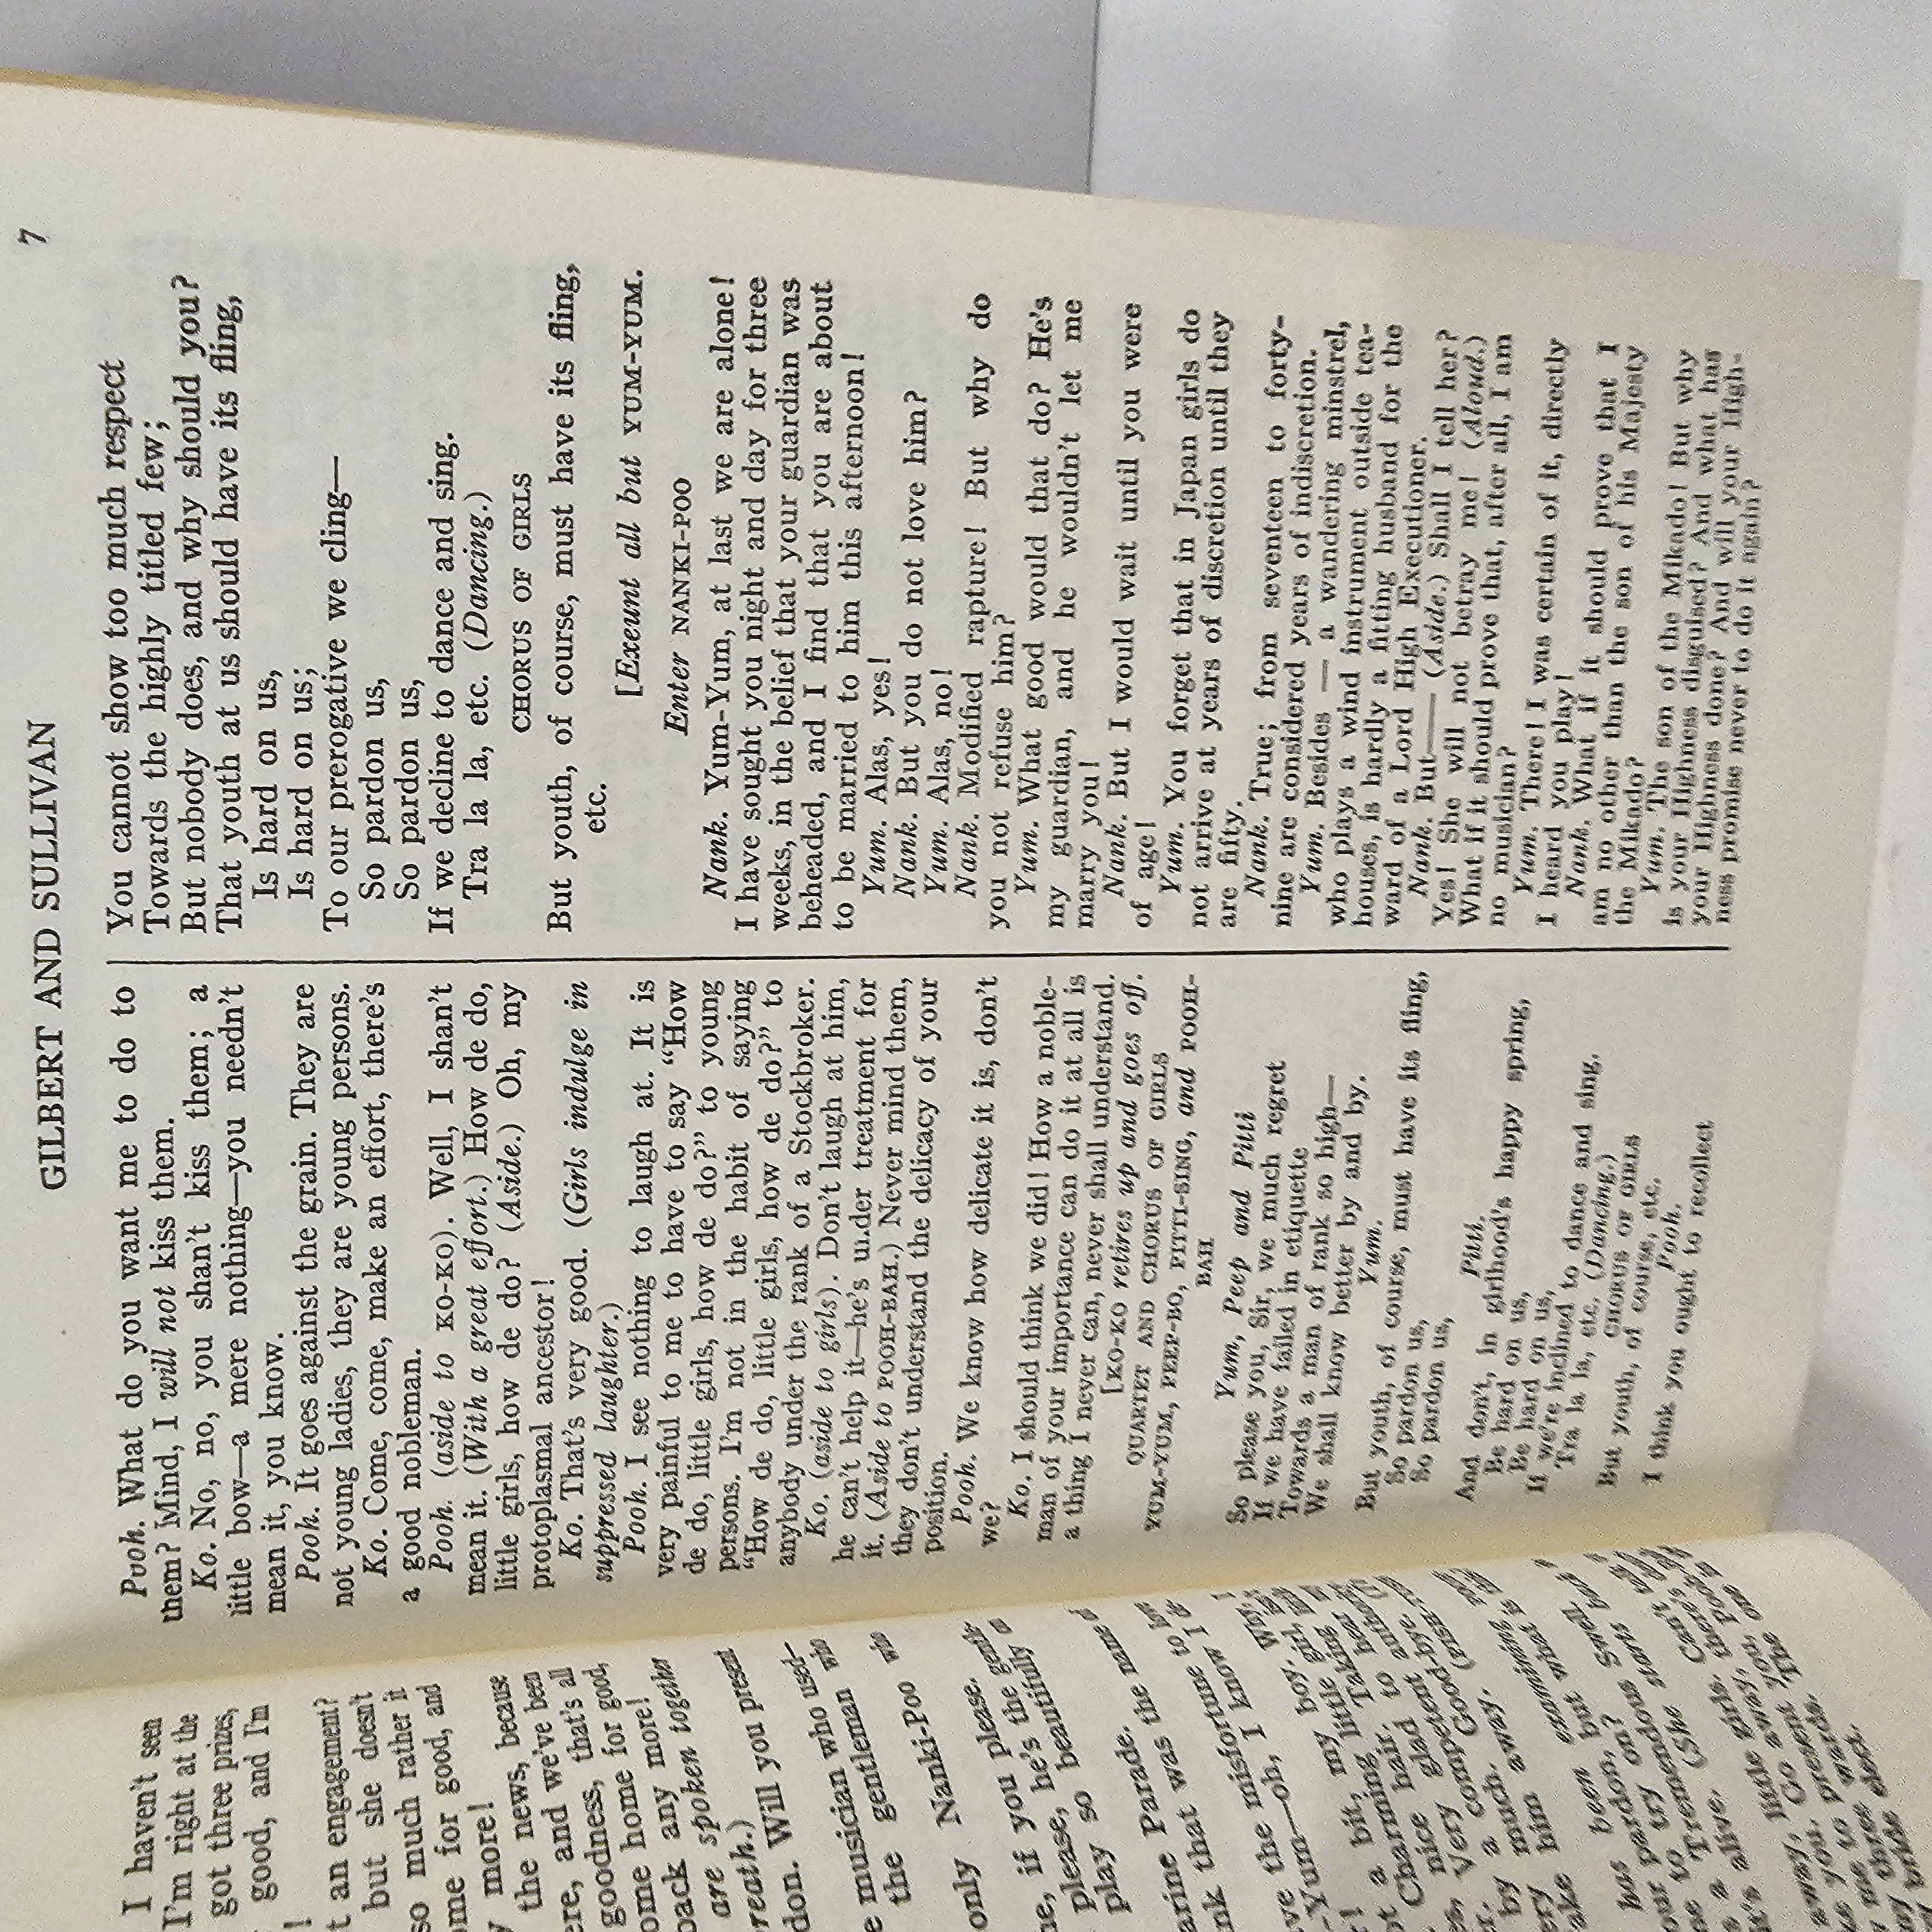 I haven't seen
I'm right at the
got three prizes,
good, and I'm
!
t an engagement?
but she doesn't
so much rather it
ome for good, and
y more!
the news, because
ere, and we've been
goodness, that's all
ome home for good,
back any more!
are spoken together
reath.)
don. Will you present
e musician who used—
the gentleman who
only Nanki-Poo who
ne, if you please.
please, he's the gentle-
play so beautifully on
arine Parade.
nk that was the name of
ave the misfortune to love
-Yum—oh, I know I do
r!
ot a bit, my boy. Why, I
Charming little girl,
es, nice hair. Taking little
er. Very glad to hear my
by a competent authority
ery much. Good-bye.
ake him away. (PISH-TUSH
has been examining
our pardon, but what is this
ne to try on?
s a Tremendous Swell.
it's alive. (She starts back
away, little girls. Can't talk
ke you. Go away, there's
me to present you, Pooh-Bah
ny three wards. The one in
bride elect.
GILBERT AND SULLIVAN
7
Pooh. What do you want me to do to
them? Mind, I will not kiss them.
Ko. No, no, you shan't kiss them; a
little bow—a mere nothing—you needn't
mean it, you know.
Pooh. It goes against the grain. They are
not young ladies, they are young persons.
Ko. Come, come, make an effort, there's
a good nobleman.
Pooh. (aside to KO-KO). Well, I shan't
mean it. (With a great effort.) How de do,
little girls, how de do? (Aside.) Oh, my
protoplasmal ancestor!
Ko. That's very good. (Girls indulge in
suppressed laughter.)
Pooh. I see nothing to laugh at. It is
very painful to me to have to say "How
de do, little girls, how de do?" to young
persons. I'm not in the habit of saying
"How de do, little girls, how de do?" to
anybody under the rank of a Stockbroker.
Ko. (aside to girls). Don't laugh at him,
he can't help it—he's under treatment for
it. (Aside to POOH-BAH.) Never mind them,
they don't understand the delicacy of your
position.
Pooh. We know how delicate it is, don't
we?
Ko. I should think we did! How a noble-
man of your importance can do it at all is
a thing I never can, never shall understand.
[KO-KO retires up and goes off.
QUARTET AND CHORUS OF GIRLS
YUM-YUM, PEEP-BO, PITTI-SING, and POOH-
BAH
Yum, Peep and Pitti
So please you, Sir, we much regret
If we have failed in etiquette
Towards a man of rank so high—
We shall know better by and by.
Yum.
But youth, of course, must have its fling,
So pardon us,
So pardon us,
Pitti.
And don't, in girlhood's happy spring,
Be hard on us,
Be hard on us,
If we're inclined to dance and sing.
Tra la la, etc. (Dancing.)
CHORUS OF GIRLS
But youth, of course, etc.
Pooh.
I think you ought to recollect
You cannot show too much respect
Towards the highly titled few;
But nobody does, and why should you?
That youth at us should have its fling,
Is hard on us,
Is hard on us;
To our prerogative we cling—
So pardon us,
So pardon us,
If we decline to dance and sing.
Tra la la, etc. (Dancing.)
CHORUS OF GIRLS
But youth, of course, must have its fling,
etc.
[Exeunt all but YUM-YUM.
Enter NANKI-POO
Nank. Yum-Yum, at last we are alone!
I have sought you night and day for three
weeks, in the belief that your guardian was
beheaded, and I find that you are about
to be married to him this afternoon!
Yum. Alas, yes!
Nank. But you do not love him?
Yum. Alas, no!
Nank. Modified rapture! But why do
you not refuse him?
Yum. What good would that do? He's
my guardian, and he wouldn't let me
marry you!
Nank. But I would wait until you were
of age!
Yum. You forget that in Japan girls do
not arrive at years of discretion until they
are fifty.
Nank. True; from seventeen to forty-
nine are considered years of indiscretion.
Yum. Besides — a wandering minstrel,
who plays a wind instrument outside tea-
houses, is hardly a fitting husband for the
ward of a Lord High Executioner.
Nank. But—— (Aside.) Shall I tell her?
Yes! She will not betray me! (Aloud.)
What if it should prove that, after all, I am
no musician?
Yum. There! I was certain of it, directly
I heard you play!
Nank. What if it should prove that I
am no other than the son of his Majesty
the Mikado?
Yum. The son of the Mikado! But why
is your Highness disguised? And what has
your Highness done? And will your High-
ness promise never to do it again?